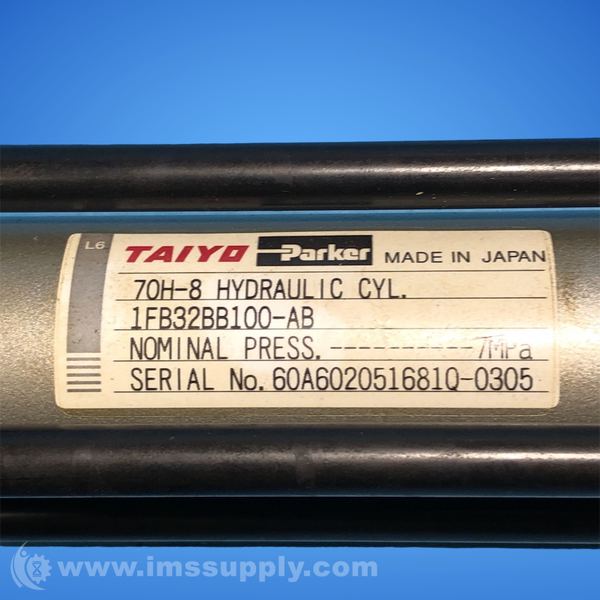 L6 TAIYO Parker MADE IN JAPAN
70H-8 HYDRAULIC CYL.
1FB32BB100-AB
NOMINAL PRESS. -----------7MPa
SERIAL No. 60A602051681Q-0305
www.imssupply.com